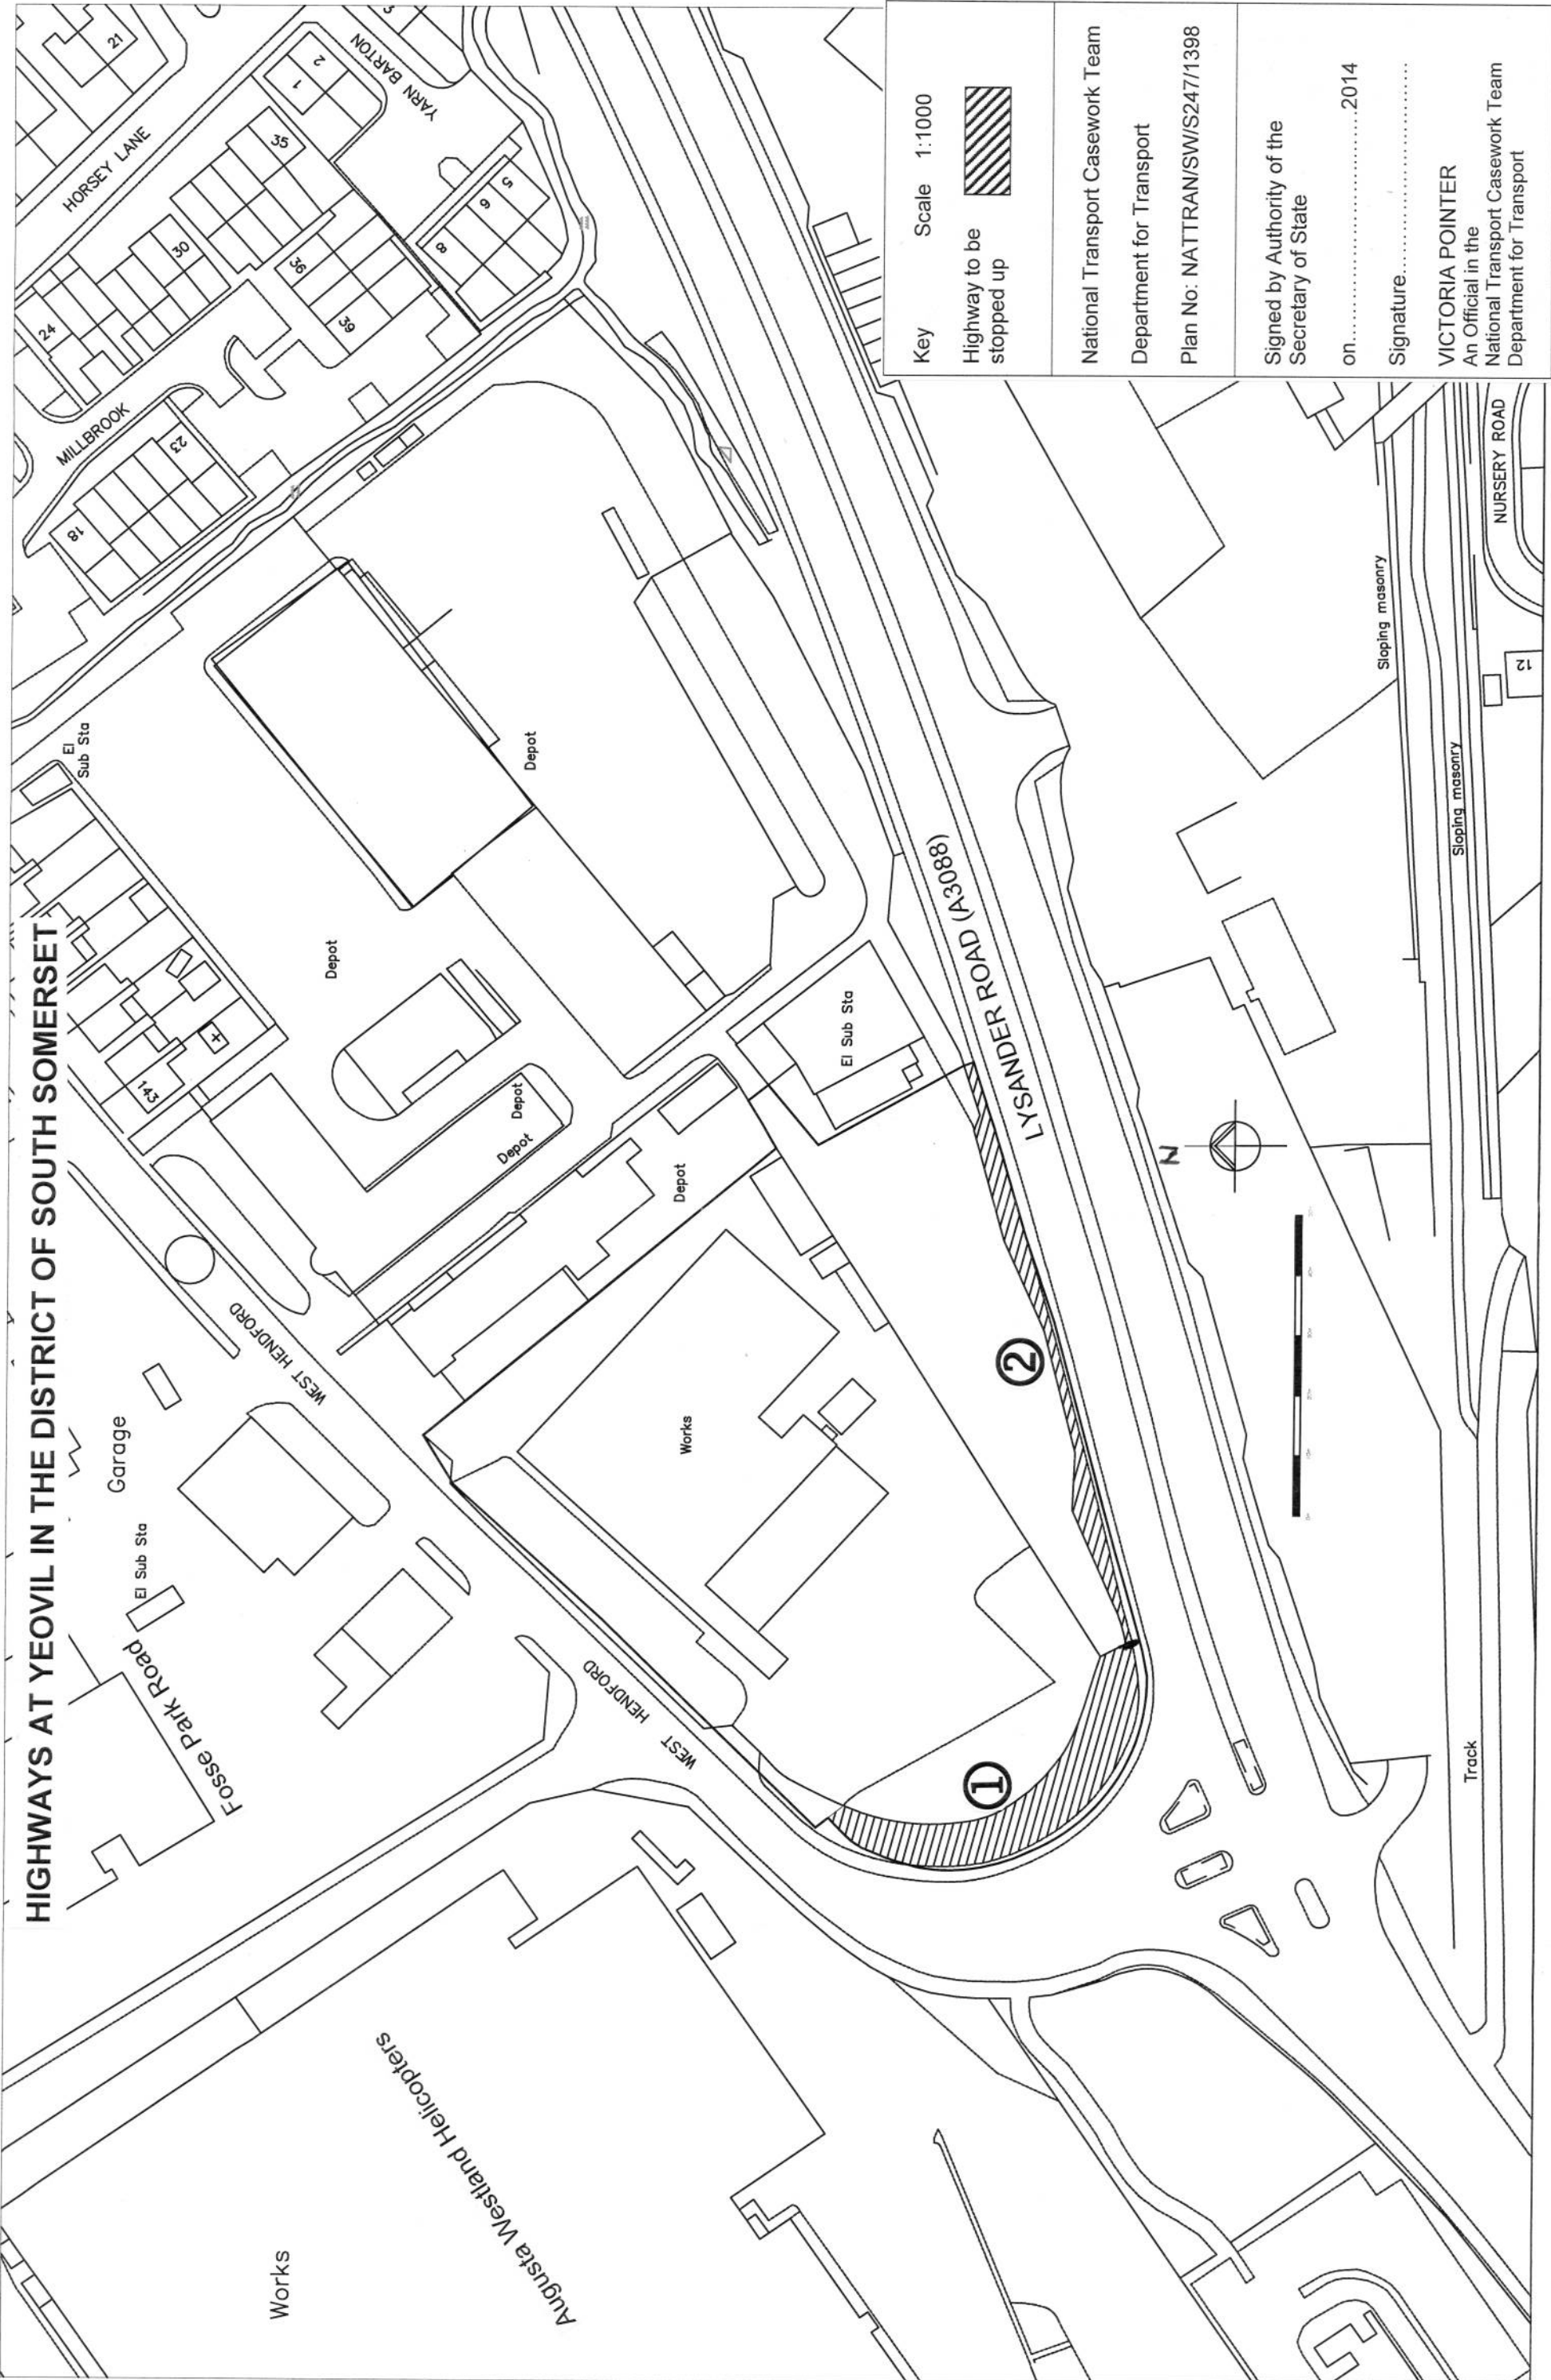 HIGHWAYS AT YEOVIL IN THE DISTRICT OF SOUTH SOMERSET
Works
Augusta Westland Helicopters
Fosse Park Road
El Sub Sta
Garage
WEST HENDFORD
WEST HENDFORD
143
El
Sub Sta
Depot
Depot
Depot
Depot
Depot
Works
El Sub Sta
MILLBROOK
18
23
24
30
36
39
35
HORSEY LANE
21
1
2
YARN BARTON
5
6
8
LYSANDER ROAD (A3088)
1
2
N
Track
Sloping masonry
Sloping masonry
12
NURSERY ROAD
Key Scale 1:1000
Highway to be
stopped up
National Transport Casework Team
Department for Transport
Plan No: NATTRAN/SW/S247/1398
Signed by Authority of the
Secretary of State
on................................2014
Signature................................
VICTORIA POINTER
An Official in the
National Transport Casework Team
Department for Transport